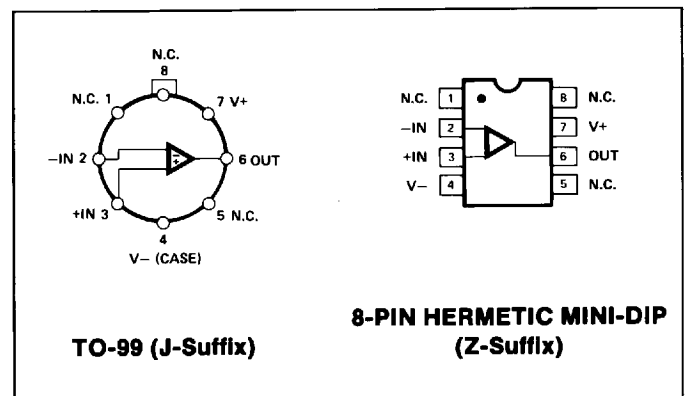 N.C.
8
N.C. 1
7 V+
−IN 2
− +
6 OUT
+IN 3
5 N.C.
4
V− (CASE)
TO-99 (J-Suffix)
N.C. 1
8 N.C.
−IN 2
7 V+
+IN 3
6 OUT
V− 4
5 N.C.
8-PIN HERMETIC MINI-DIP
(Z-Suffix)